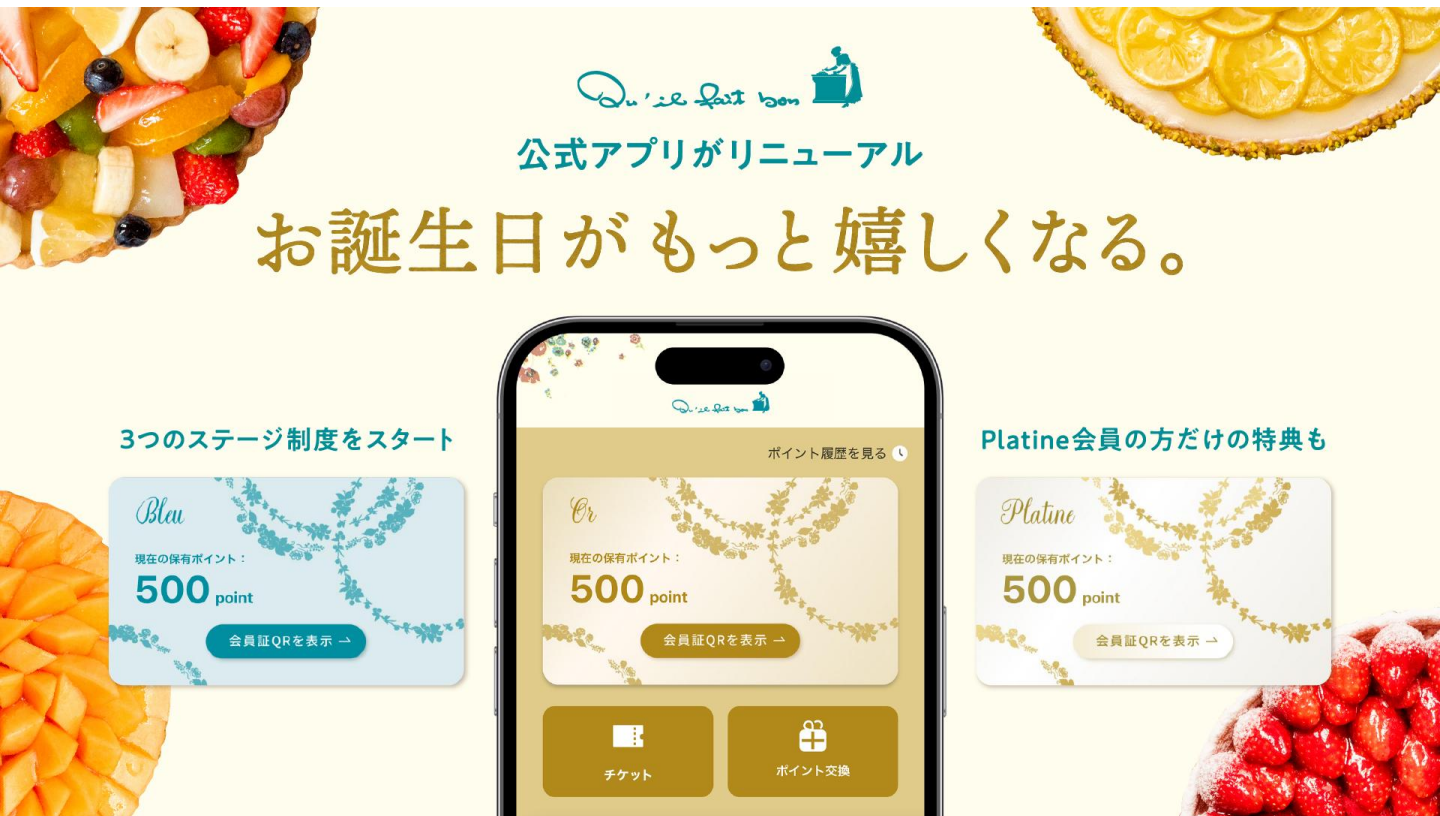 Qu'il fait bon
公式アプリがリニューアル
お誕生日がもっと嬉しくなる。
3つのステージ制度をスタート
Bleu
現在の保有ポイント：
500 point
会員証QRを表示
Qu'il fait bon
ポイント履歴を見る
Or
現在の保有ポイント：
500 point
会員証QRを表示
チケット
ポイント交換
Platine会員の方だけの特典も
Platine
現在の保有ポイント：
500 point
会員証QRを表示